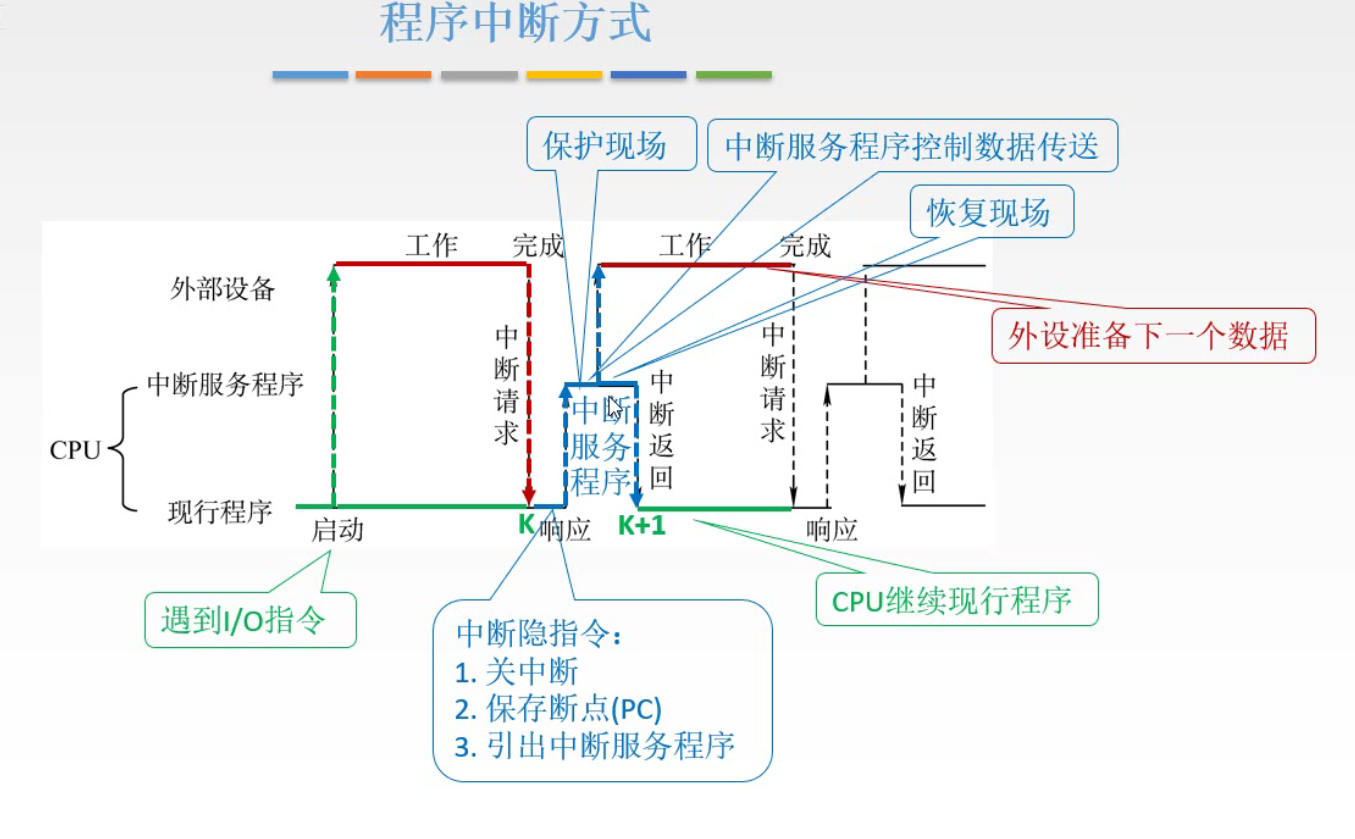 程序中断方式
保护现场
中断服务程序控制数据传送
恢复现场
工作
完成
工作
完成
外部设备
外设准备下一个数据
中断请求
中断请求
中断服务程序
中断服务程序
中断返回
中断返回
CPU
现行程序
启动
K
响应
K+1
响应
遇到I/O指令
CPU继续现行程序
中断隐指令：
1. 关中断
2. 保存断点(PC)
3. 引出中断服务程序